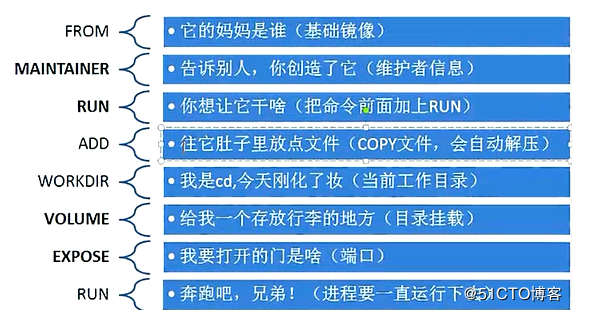 FROM • 它的妈妈是谁（基础镜像）
MAINTAINER • 告诉别人，你创造了它（维护者信息）
RUN • 你想让它干啥（把命令前面加上RUN）
ADD • 往它肚子里放点文件（COPY文件，会自动解压）
WORKDIR • 我是cd,今天刚化了妆（当前工作目录）
VOLUME • 给我一个存放行李的地方（目录挂载）
EXPOSE • 我要打开的门是啥（端口）
RUN • 奔跑吧，兄弟！（进程要一直运行下去）
@51CTO博客